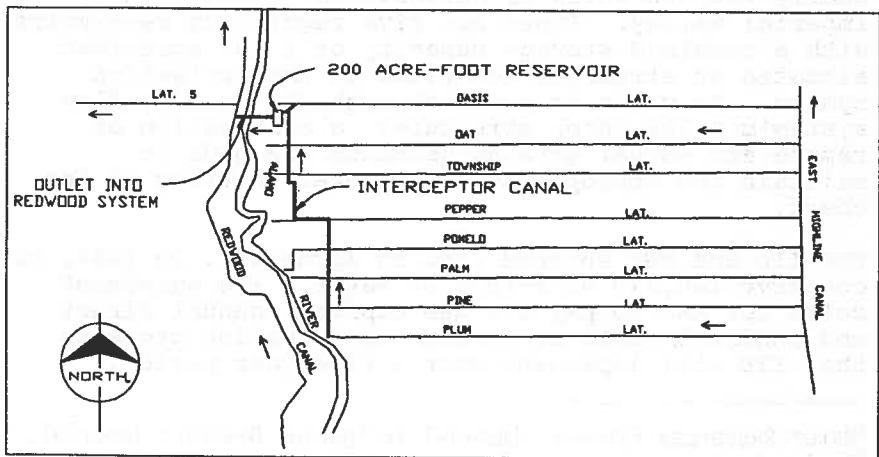 200 ACRE-FOOT RESERVOIR
LAT. 5
OASIS LAT.
OAT LAT.
TOWNSHIP LAT.
OUTLET INTO
REDWOOD SYSTEM
ALAMO
RIVER
INTERCEPTOR CANAL
PEPPER LAT.
POMELO LAT.
PALM LAT.
PINE LAT.
PLUM LAT.
REDWOOD
CANAL
EAST
HIGHLINE
CANAL
NORTH